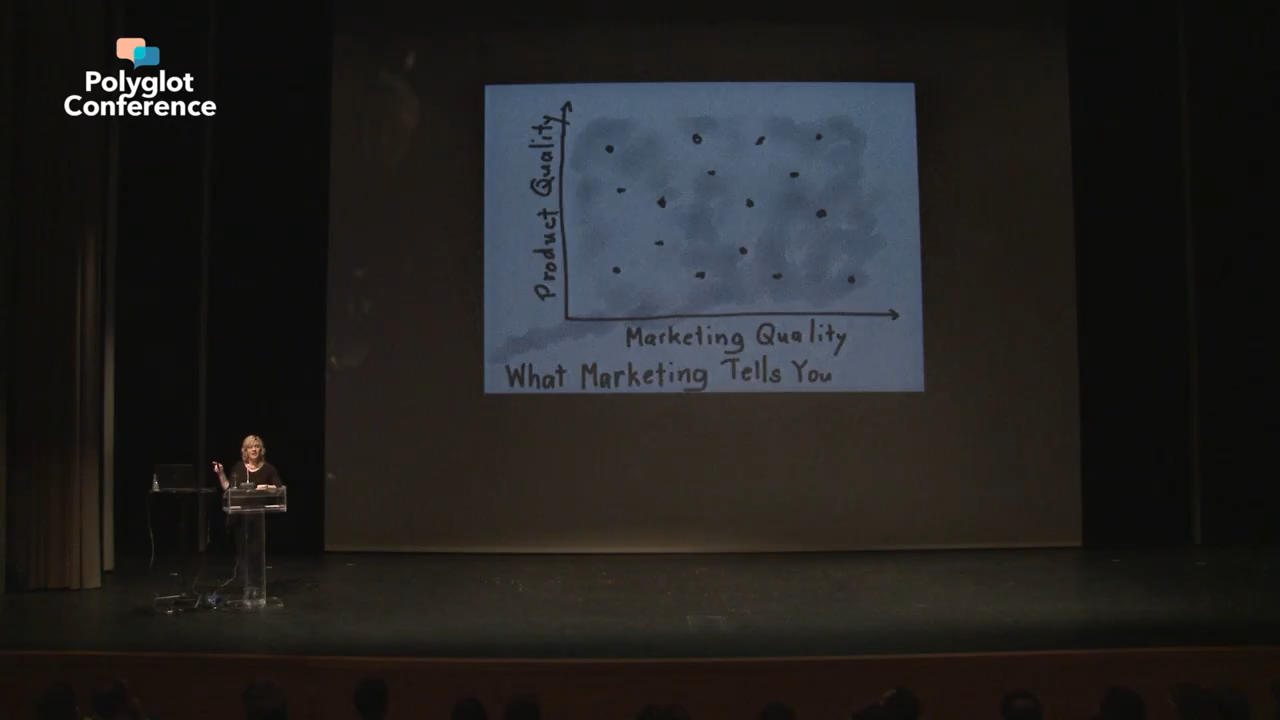 Polyglot
Conference
Product Quality
Marketing Quality
What Marketing Tells You